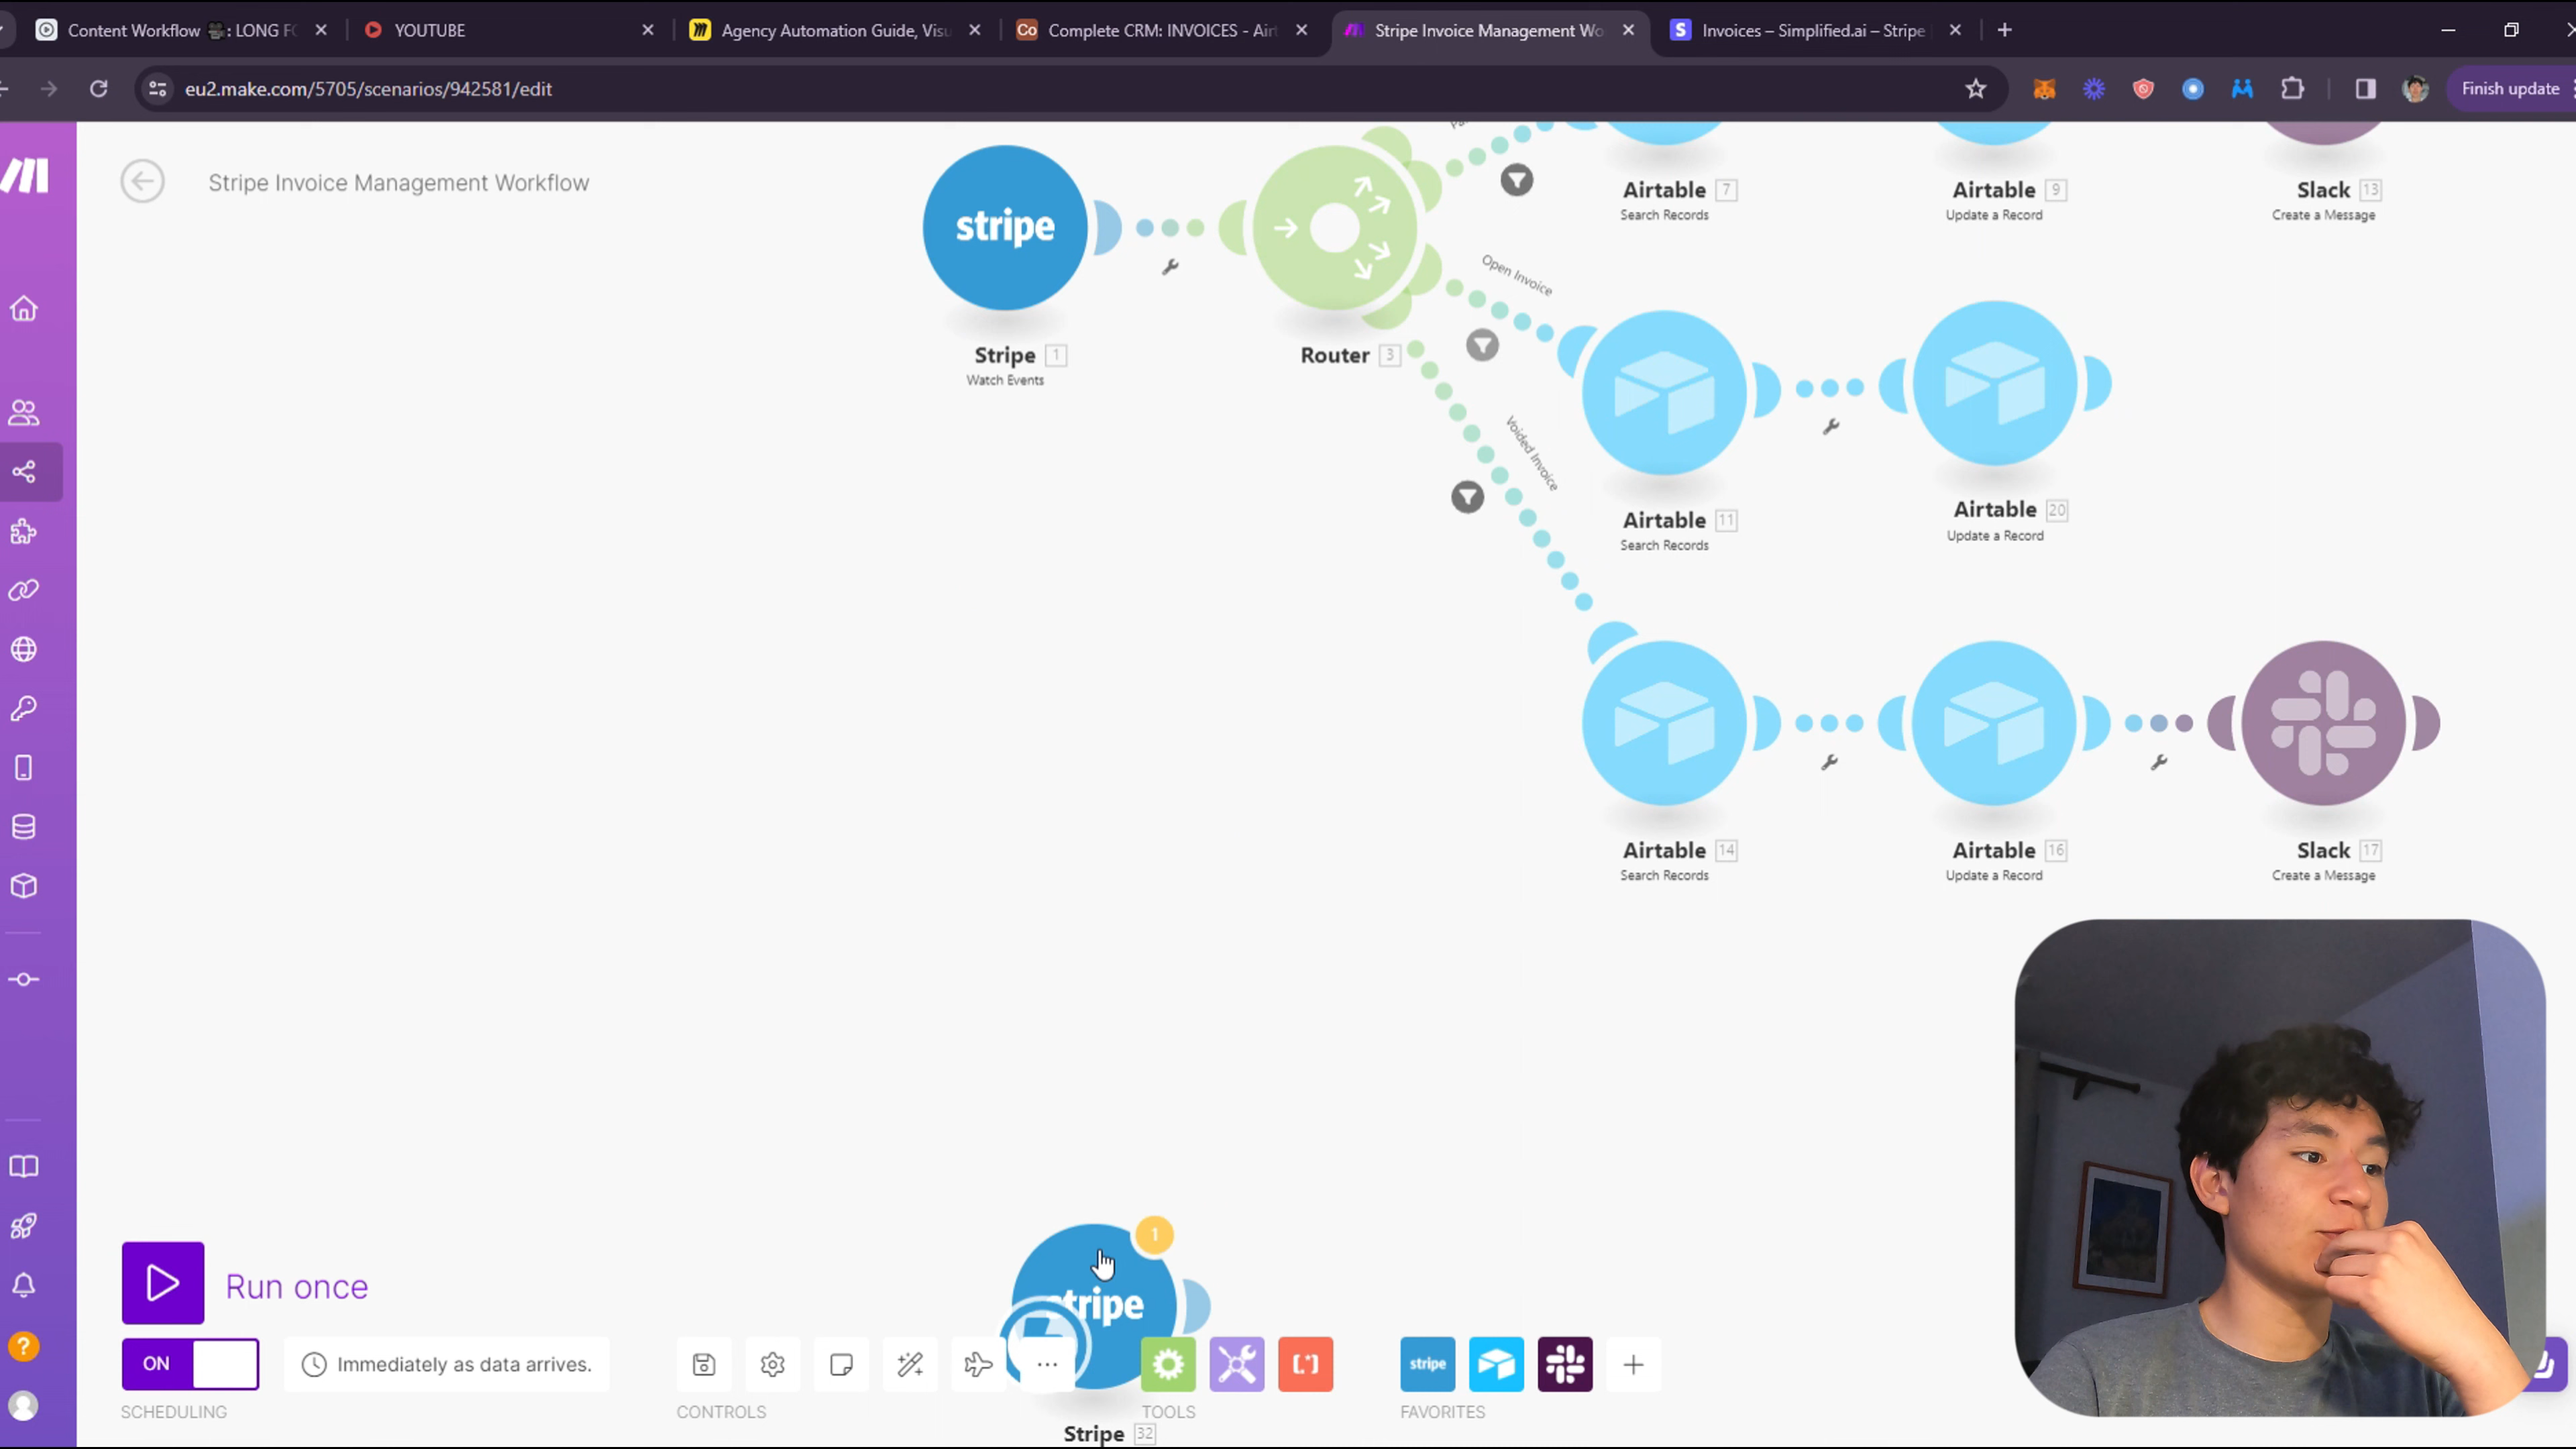 Content Workflow 🎥: LONG F
YOUTUBE
Agency Automation Guide, Visu
Co
Complete CRM: INVOICES - Airt
Stripe Invoice Management Wo
S
Invoices – Simplified.ai – Stripe
eu2.make.com/5705/scenarios/942581/edit
Finish update
Stripe Invoice Management Workflow
stripe
Stripe 1
Watch Events
Router 3
Airtable 7
Search Records
Airtable 9
Update a Record
Slack 13
Create a Message
Open Invoice
Airtable 11
Search Records
Airtable 20
Update a Record
Voided Invoice
Airtable 14
Search Records
Airtable 16
Update a Record
Slack 17
Create a Message
1
stripe
Stripe 32
Run once
ON
Immediately as data arrives.
SCHEDULING
CONTROLS
TOOLS
stripe
FAVORITES
?